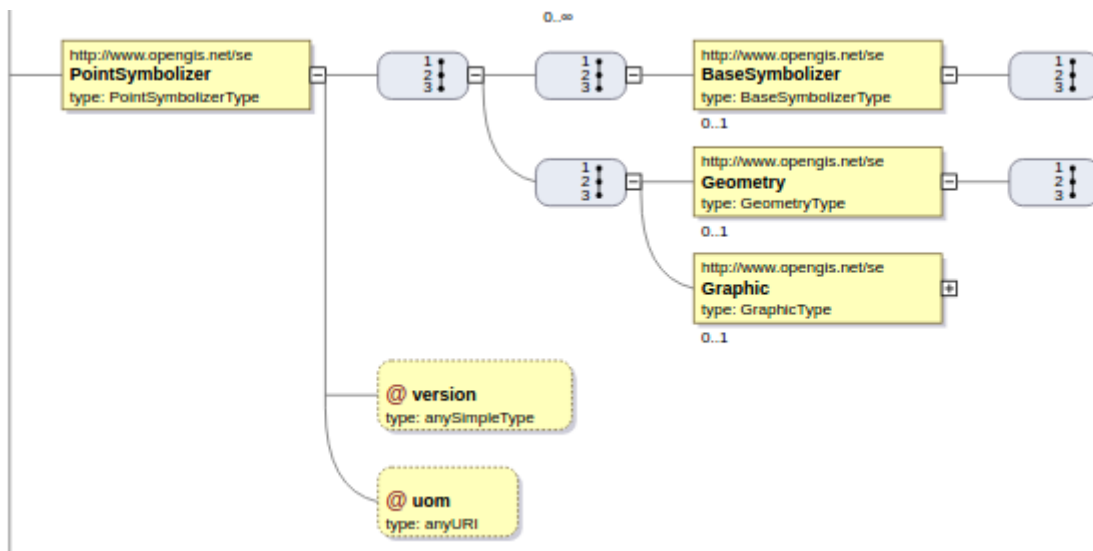 0..∞
http://www.opengis.net/se
PointSymbolizer
type: PointSymbolizerType
1
2
3
1
2
3
http://www.opengis.net/se
BaseSymbolizer
type: BaseSymbolizerType
0..1
1
2
3
1
2
3
http://www.opengis.net/se
Geometry
type: GeometryType
0..1
1
2
3
http://www.opengis.net/se
Graphic
type: GraphicType
0..1
@ version
type: anySimpleType
@ uom
type: anyURI